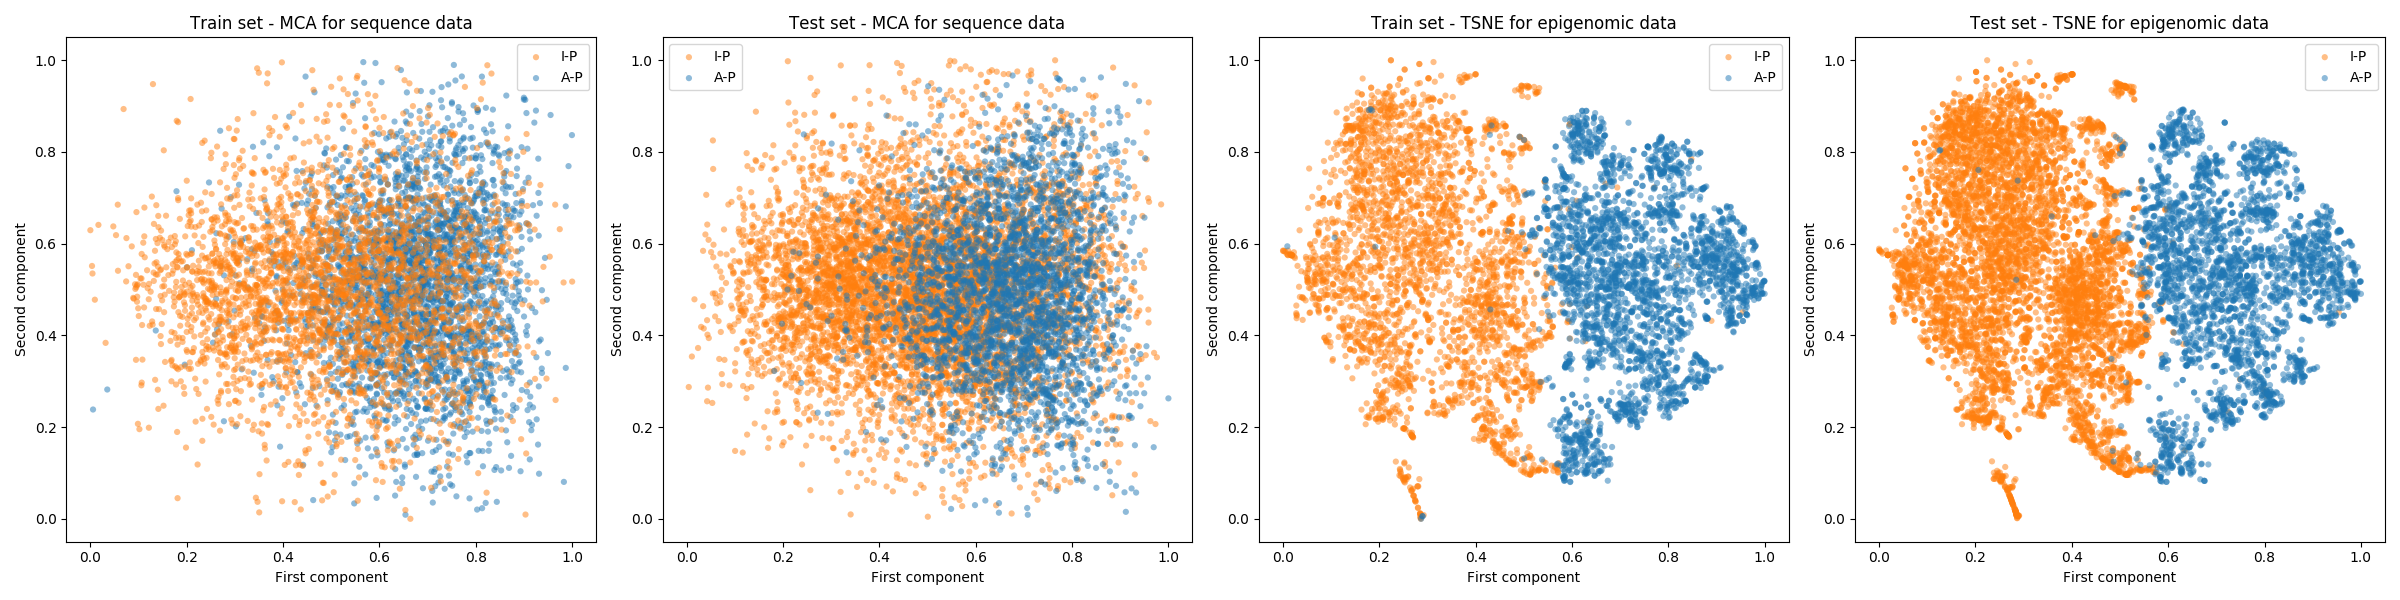 Train set - MCA for sequence data
I-P
A-P
1.0
0.8
0.6
0.4
0.2
0.0
Second component
0.0 0.2 0.4 0.6 0.8 1.0
First component
Test set - MCA for sequence data
I-P
A-P
1.0
0.8
0.6
0.4
0.2
0.0
Second component
0.0 0.2 0.4 0.6 0.8 1.0
First component
Train set - TSNE for epigenomic data
I-P
A-P
1.0
0.8
0.6
0.4
0.2
0.0
Second component
0.0 0.2 0.4 0.6 0.8 1.0
First component
Test set - TSNE for epigenomic data
I-P
A-P
1.0
0.8
0.6
0.4
0.2
0.0
Second component
0.0 0.2 0.4 0.6 0.8 1.0
First component